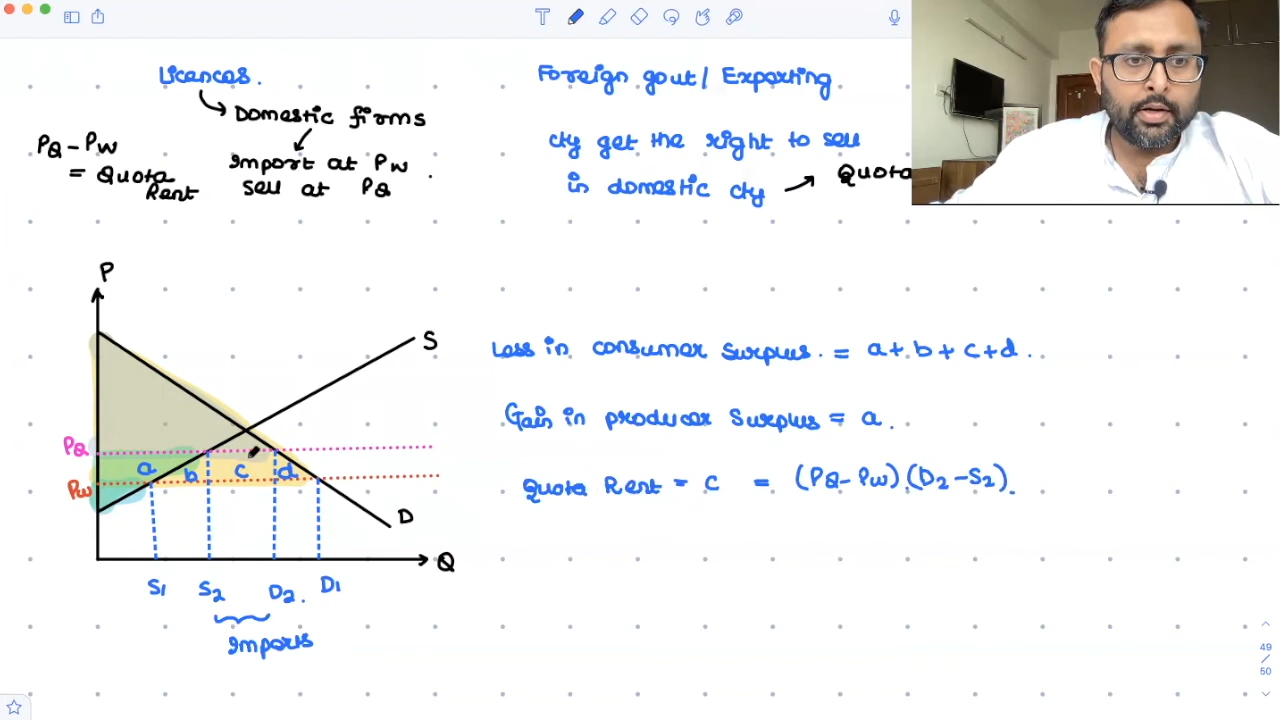 Licences.
Domestic firms
PQ - PW
= Quota
Rent
Import at PW
sell at PQ
Foreign govt / Exporting
cty get the right to sell
in domestic cty → Quota
P
S
PQ
PW
a b c d
D
Q
S1 S2 D2. D1
Imports
Loss in consumer surplus. = a+b+c+d.
Gain in producer surplus = a.
Quota Rent = c = (PQ - PW) (D2 - S2).
49
/
50